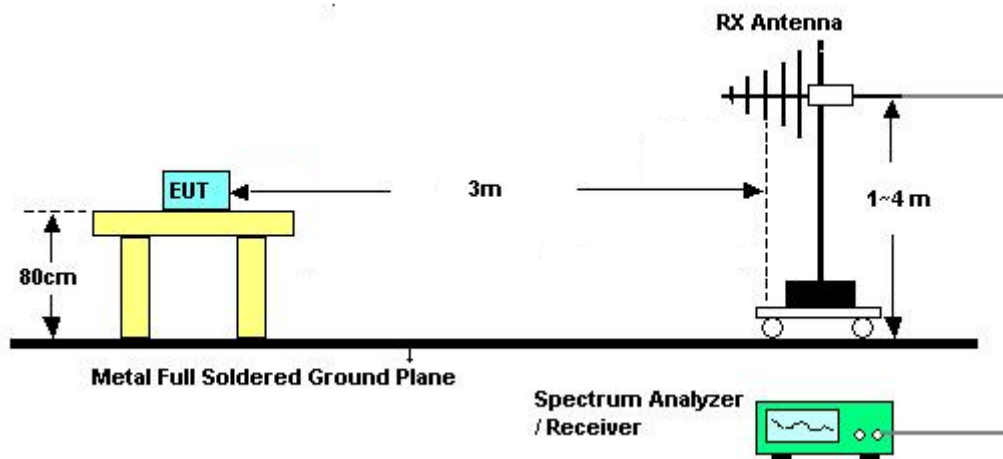 RX Antenna
EUT
3m
1~4 m
80cm
Metal Full Soldered Ground Plane
Spectrum Analyzer
/ Receiver